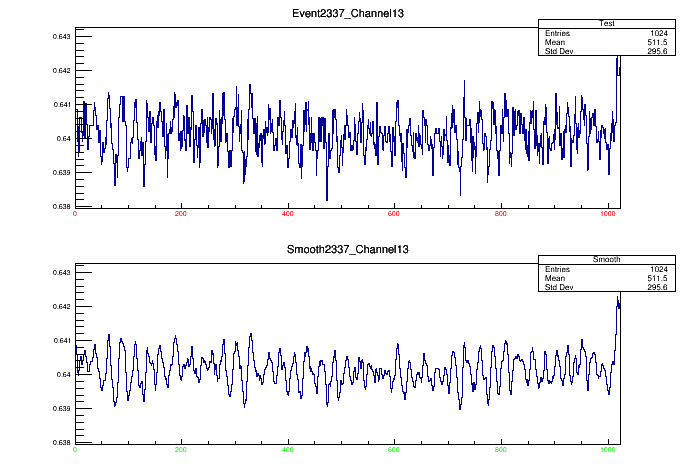 Event2337_Channel13
Test
Entries 1024
Mean 511.5
Std Dev 295.6
0.643
0.642
0.641
0.64
0.639
0.638
0 200 400 600 800 1000
Smooth2337_Channel13
Smooth
Entries 1024
Mean 511.5
Std Dev 295.6
0.643
0.642
0.641
0.64
0.639
0.638
0 200 400 600 800 1000